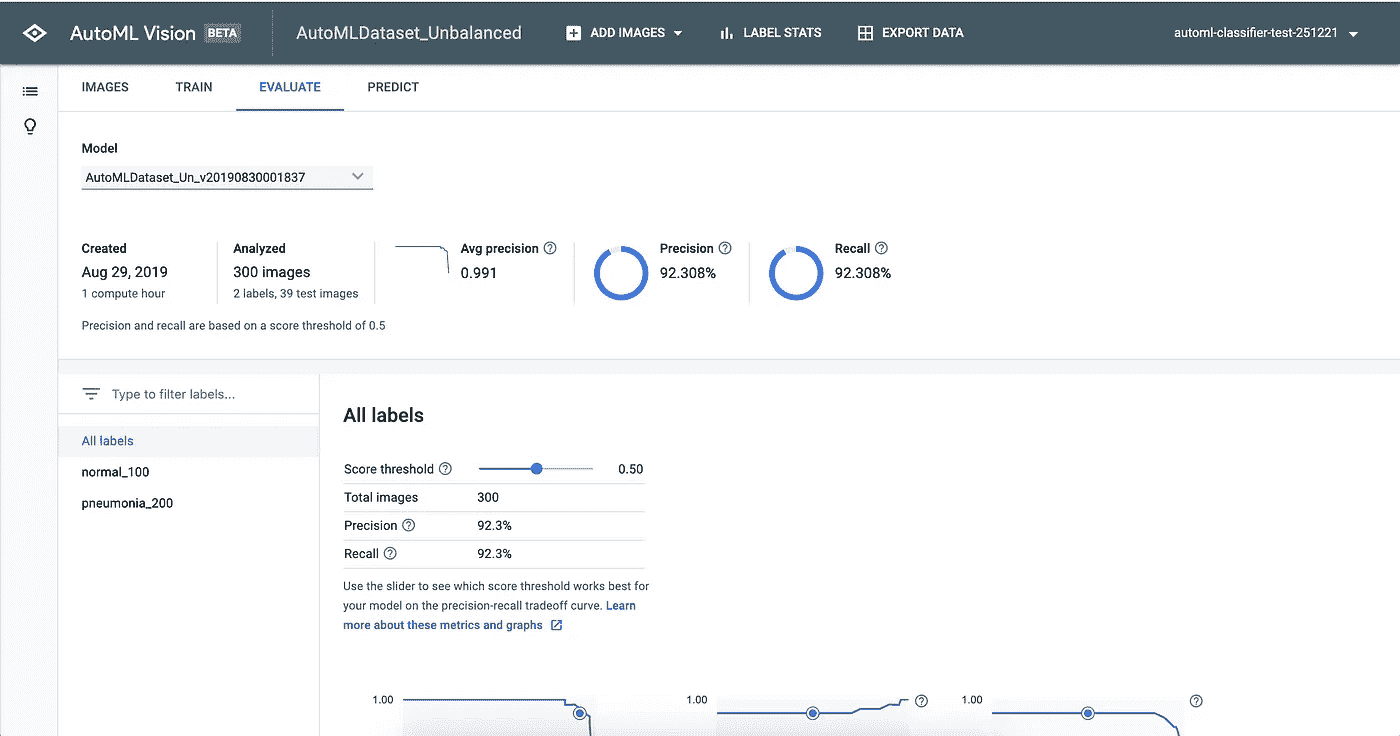 AutoML Vision BETA
AutoMLDataset_Unbalanced
ADD IMAGES
LABEL STATS
EXPORT DATA
automl-classifier-test-251221
IMAGES
TRAIN
EVALUATE
PREDICT
Model
AutoMLDataset_Un_v20190830001837
Created
Aug 29, 2019
1 compute hour
Analyzed
300 images
2 labels, 39 test images
Avg precision ?
0.991
Precision ?
92.308%
Recall ?
92.308%
Precision and recall are based on a score threshold of 0.5
Type to filter labels...
All labels
normal_100
pneumonia_200
All labels
Score threshold ? 0.50
Total images 300
Precision ? 92.3%
Recall ? 92.3%
Use the slider to see which score threshold works best for
your model on the precision-recall tradeoff curve. Learn
more about these metrics and graphs
1.00
1.00 ?
1.00 ?